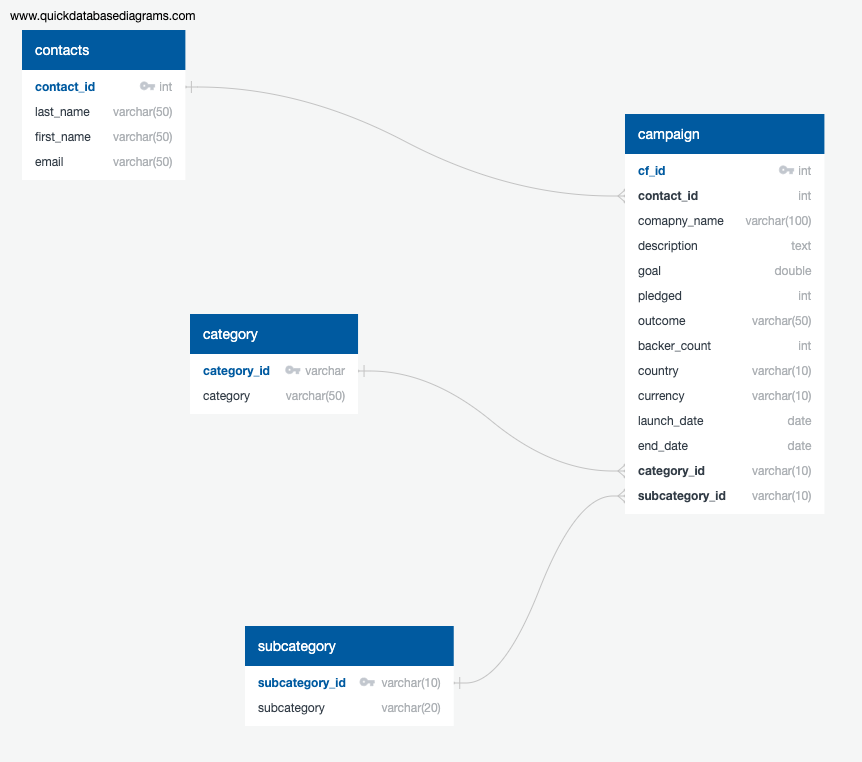 www.quickdatabasediagrams.com
contacts
contact_id int
last_name varchar(50)
first_name varchar(50)
email varchar(50)
campaign
cf_id int
contact_id int
comapny_name varchar(100)
description text
goal double
pledged int
outcome varchar(50)
backer_count int
country varchar(10)
currency varchar(10)
launch_date date
end_date date
category_id varchar(10)
subcategory_id varchar(10)
category
category_id varchar
category varchar(50)
subcategory
subcategory_id varchar(10)
subcategory varchar(20)